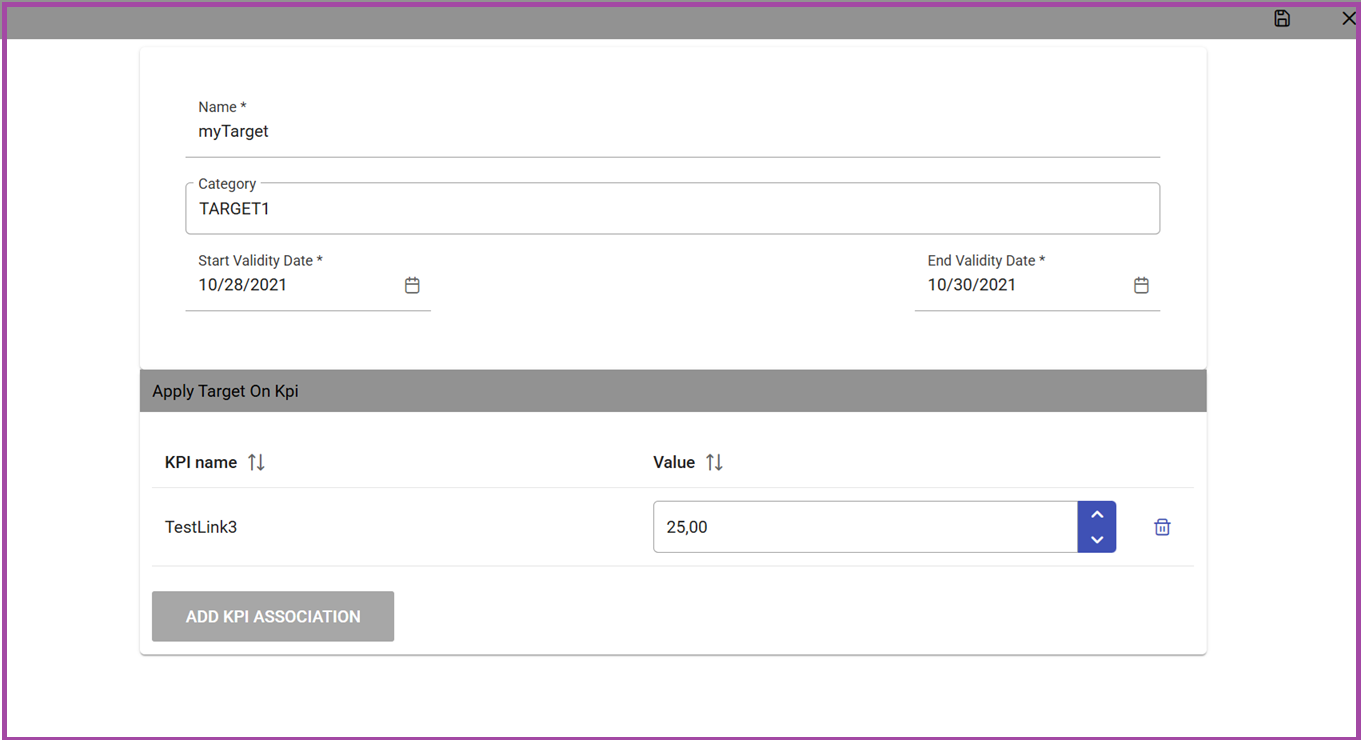 Name *
myTarget
Category
TARGET1
Start Validity Date * End Validity Date *
10/28/2021 10/30/2021
Apply Target On Kpi
KPI name Value
TestLink3 25,00
ADD KPI ASSOCIATION